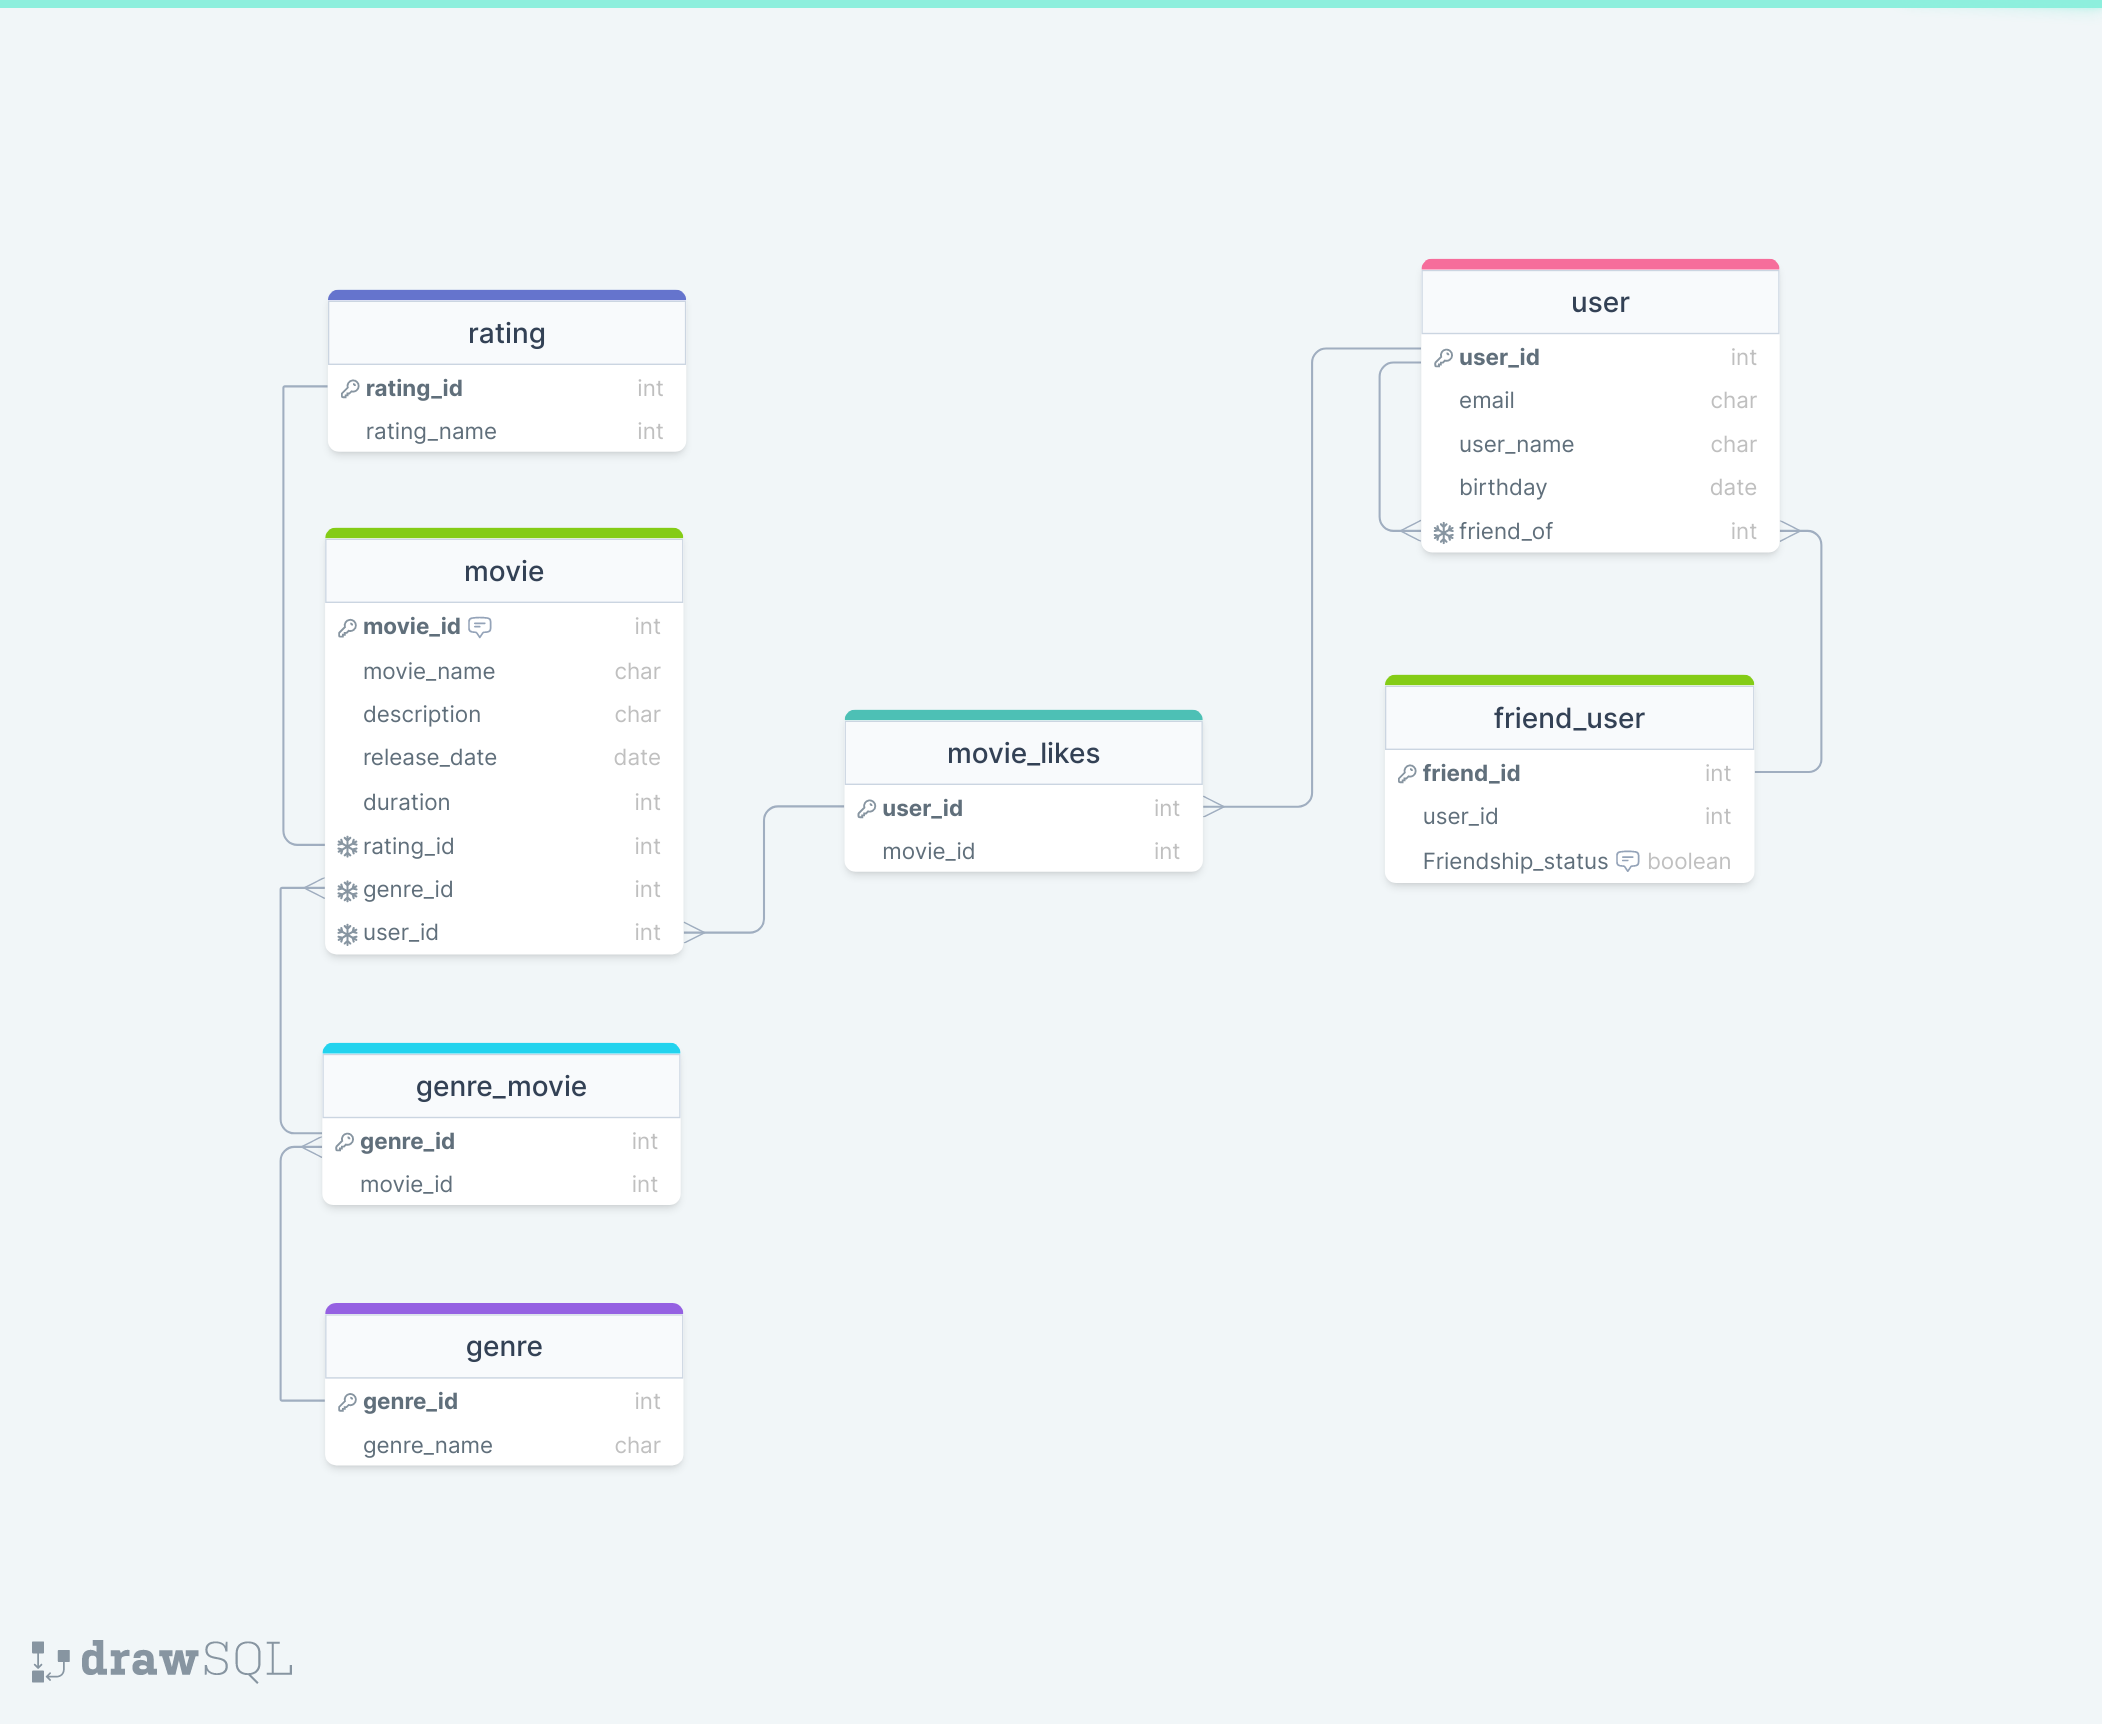 rating
rating_id int
rating_name int
movie
movie_id int
movie_name char
description char
release_date date
duration int
rating_id int
genre_id int
user_id int
genre_movie
genre_id int
movie_id int
genre
genre_id int
genre_name char
movie_likes
user_id int
movie_id int
user
user_id int
email char
user_name char
birthday date
friend_of int
friend_user
friend_id int
user_id int
Friendship_status boolean
drawSQL